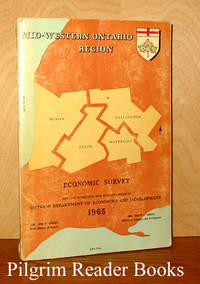 MID-WESTERN ONTARIO
REGION
HURON
WELLINGTON
PERTH
WATERLOO
ECONOMIC SURVEY
ONTARIO DEPARTMENT OF ECONOMICS AND DEVELOPMENT
1965
Pilgrim Reader Books